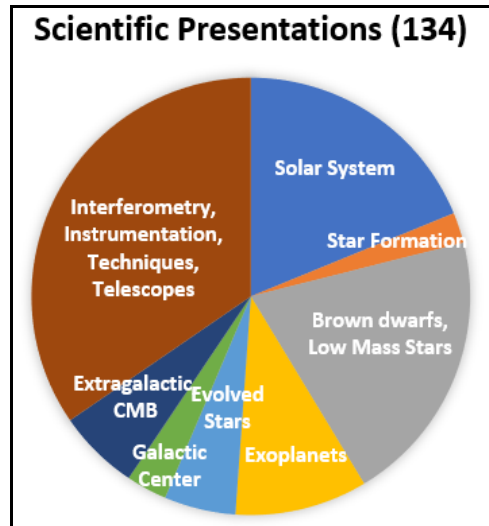 Scientific Presentations (134)
Solar System
Star Formation
Brown dwarfs,
Low Mass Stars
Exoplanets
Evolved
Stars
Galactic
Center
Extragalactic
CMB
Interferometry,
Instrumentation,
Techniques,
Telescopes